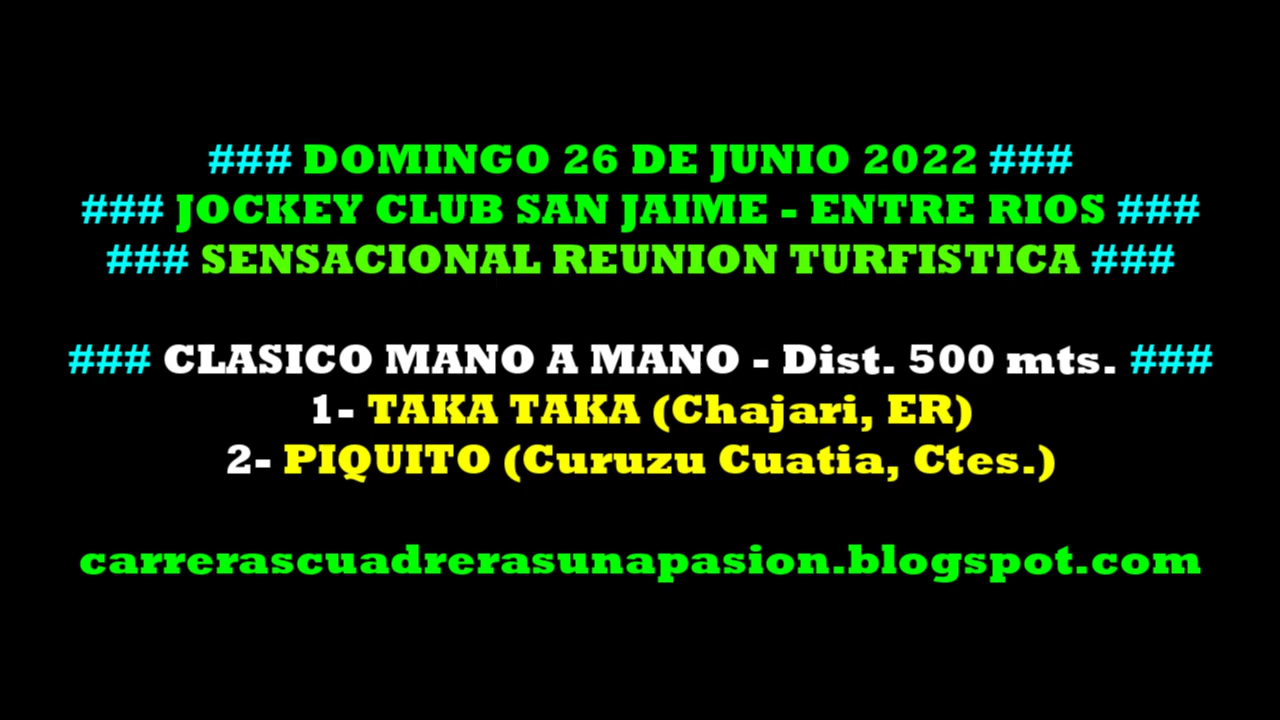 ### DOMINGO 26 DE JUNIO 2022 ###
### JOCKEY CLUB SAN JAIME - ENTRE RIOS ###
### SENSACIONAL REUNION TURFISTICA ###
### CLASICO MANO A MANO - Dist. 500 mts. ###
1- TAKA TAKA (Chajari, ER)
2- PIQUITO (Curuzu Cuatia, Ctes.)
carrerascuadrerasunapasion.blogspot.com